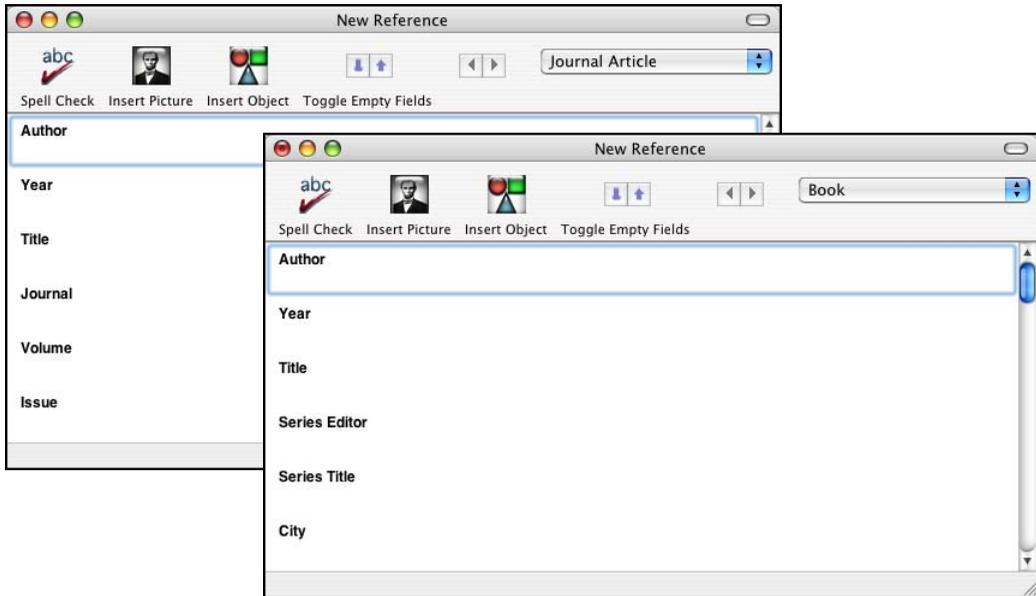 New Reference
abc
Journal Article
Spell Check Insert Picture Insert Object Toggle Empty Fields
Author
Year
Title
Journal
Volume
Issue
New Reference
abc
Book
Spell Check Insert Picture Insert Object Toggle Empty Fields
Author
Year
Title
Series Editor
Series Title
City